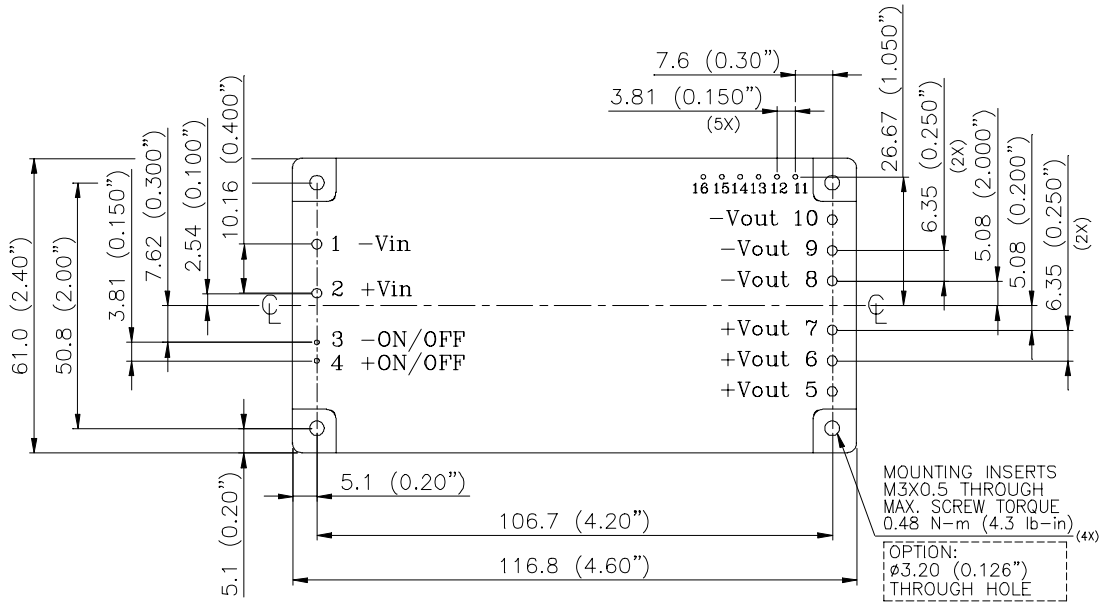 7.6 (0.30”)
3.81 (0.150”)
(5X)
26.67 (1.050”)
6.35 (0.250”)
(2X)
5.08 (2.000”)
5.08 (0.200”)
6.35 (0.250”)
(2X)
61.0 (2.40”)
50.8 (2.00”)
3.81 (0.150”)
7.62 (0.300”)
2.54 (0.100”)
10.16 (0.400”)
16 15 14 13 12 11
-Vout 10
1 -Vin
-Vout 9
-Vout 8
2 +Vin
CL
CL
3 -ON/OFF
+Vout 7
4 +ON/OFF
+Vout 6
+Vout 5
5.1 (0.20”)
5.1 (0.20”)
106.7 (4.20”)
116.8 (4.60”)
MOUNTING INSERTS
M3X0.5 THROUGH
MAX. SCREW TORQUE
0.48 N-m (4.3 lb-in)
(4X)
OPTION:
ø3.20 (0.126”)
THROUGH HOLE